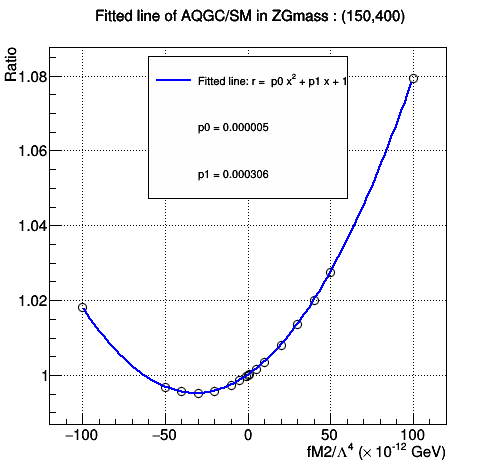 Fitted line of AQGC/SM in ZGmass : (150,400)
Ratio
Fitted line: r = p0 x² + p1 x + 1
p0 = 0.000005
p1 = 0.000306
1.08
1.06
1.04
1.02
1
−100 −50 0 50 100
fM2/Λ⁴ (× 10⁻¹² GeV)